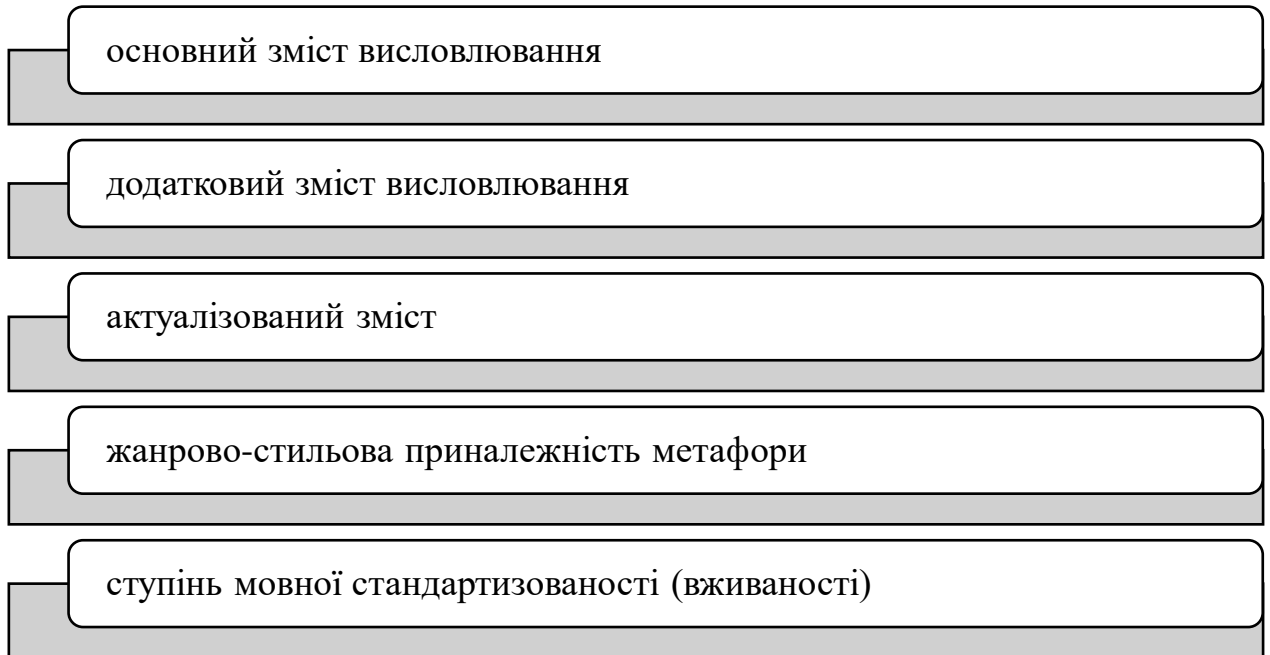 основний зміст висловлювання
додатковий зміст висловлювання
актуалізований зміст
жанрово-стильова приналежність метафори
ступінь мовної стандартизованості (вживаності)